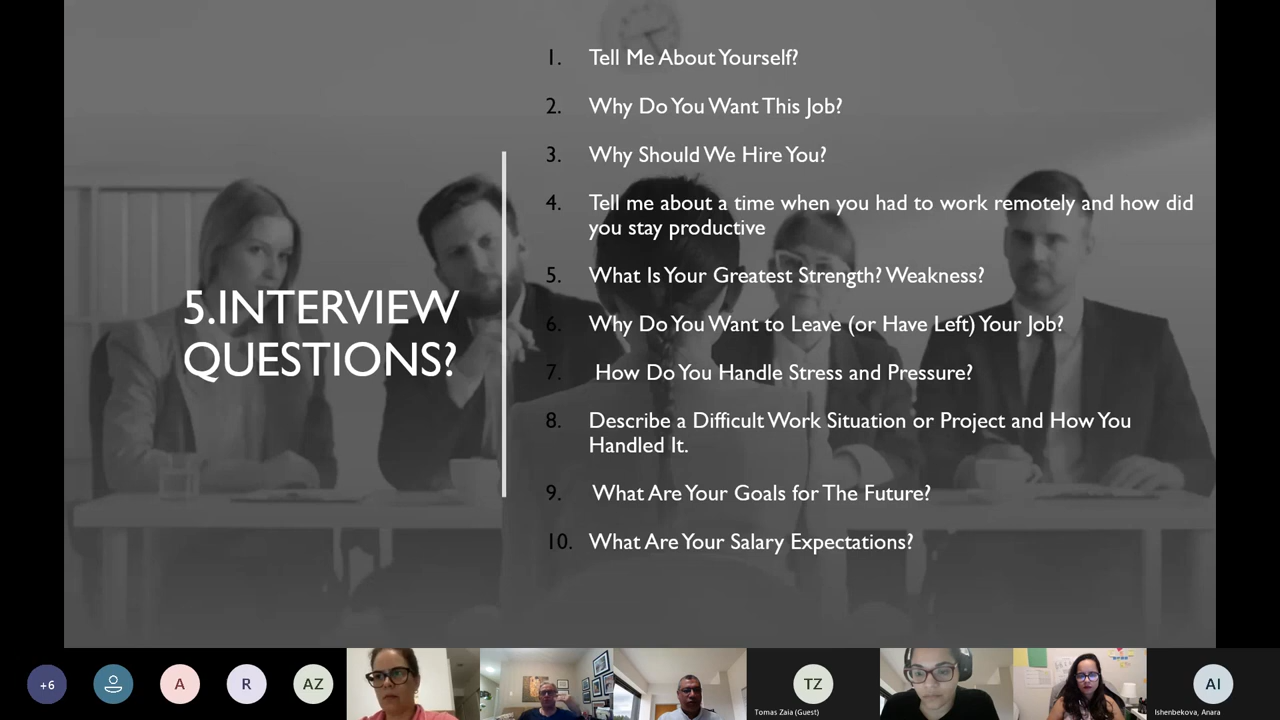 5.INTERVIEW
QUESTIONS?
1. Tell Me About Yourself?
2. Why Do You Want This Job?
3. Why Should We Hire You?
4. Tell me about a time when you had to work remotely and how did
you stay productive
5. What Is Your Greatest Strength? Weakness?
6. Why Do You Want to Leave (or Have Left) Your Job?
7. How Do You Handle Stress and Pressure?
8. Describe a Difficult Work Situation or Project and How You
Handled It.
9. What Are Your Goals for The Future?
10. What Are Your Salary Expectations?
+6
A
R
AZ
TZ
Tomas Zaia (Guest)
AI
Ishenbekova, Anara